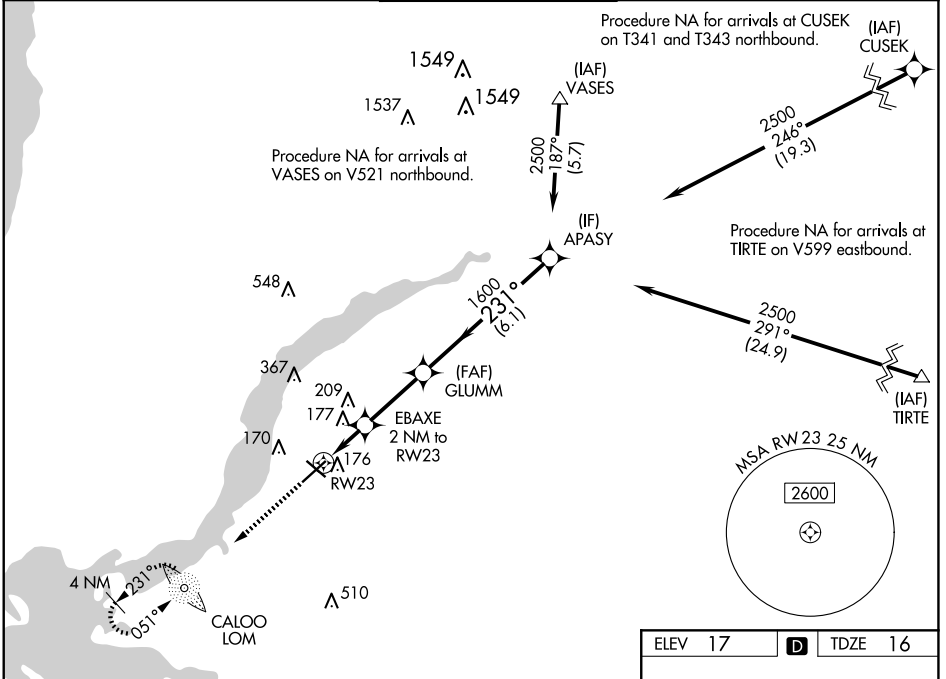 Procedure NA for arrivals at CUSEK
on T341 and T343 northbound.
(IAF)
CUSEK
1549
1549
1537
(IAF)
VASES
2500
187°
(5.7)
2500
246°
(19.3)
Procedure NA for arrivals at
VASES on V521 northbound.
(IF)
APASY
Procedure NA for arrivals at
TIRTE on V599 eastbound.
548
1600
231°
(6.1)
2500
291°
(24.9)
367
209
177
(FAF)
GLUMM
(IAF)
TIRTE
EBAXE
2 NM to
RW23
170
176
RW23
MSA RW 23 25 NM
2600
4 NM
231°
051°
CALOO
LOM
510
ELEV 17 D TDZE 16